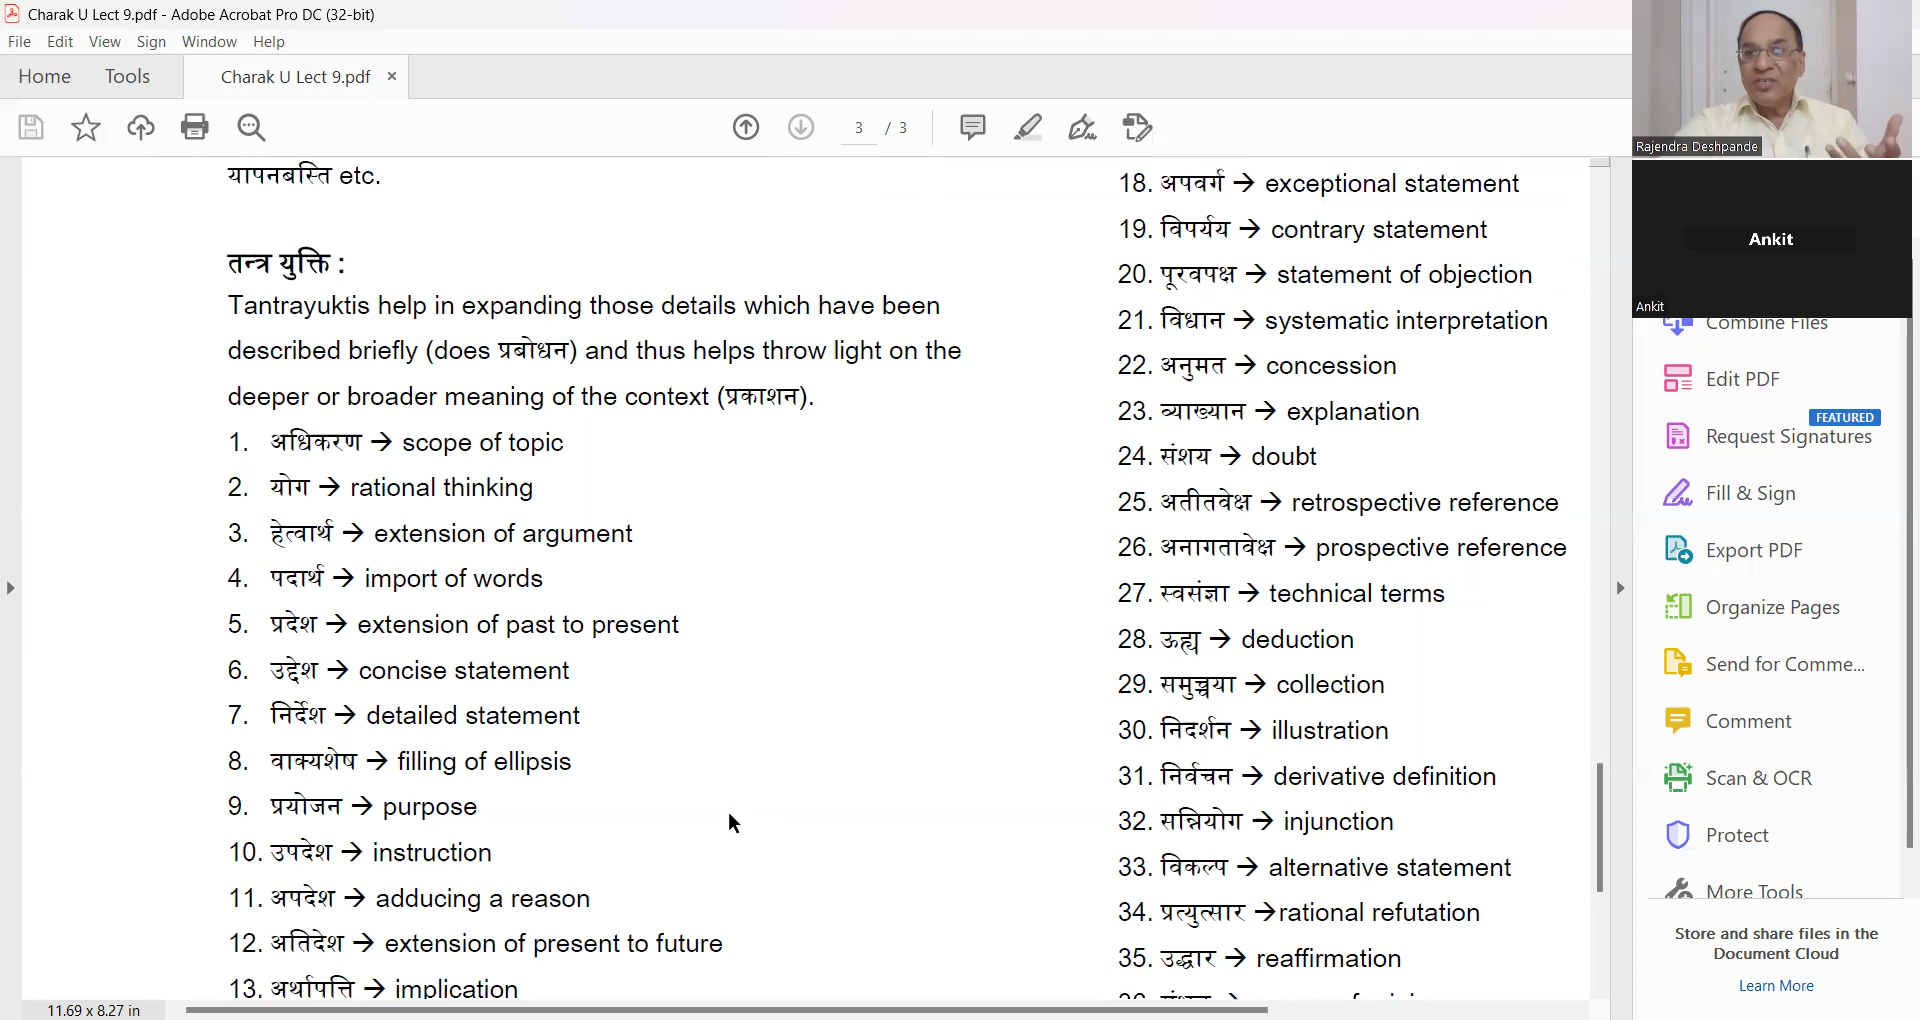 Charak U Lect 9.pdf - Adobe Acrobat Pro DC (32-bit)
File Edit View Sign Window Help
Home Tools Charak U Lect 9.pdf ×
3 / 3
यापनबस्ति etc.
तन्त्र युक्ति :
Tantrayuktis help in expanding those details which have been
described briefly (does प्रबोधन) and thus helps throw light on the
deeper or broader meaning of the context (प्रकाशन).
1. अधिकरण → scope of topic
2. योग → rational thinking
3. हेत्वार्थ → extension of argument
4. पदार्थ → import of words
5. प्रदेश → extension of past to present
6. उद्देश → concise statement
7. निर्देश → detailed statement
8. वाक्यशेष → filling of ellipsis
9. प्रयोजन → purpose
10. उपदेश → instruction
11. अपदेश → adducing a reason
12. अतिदेश → extension of present to future
13. अर्थापत्ति → implication
18. अपवर्ग → exceptional statement
19. विपर्यय → contrary statement
20. पूरवपक्ष → statement of objection
21. विधान → systematic interpretation
22. अनुमत → concession
23. व्याख्यान → explanation
24. संशय → doubt
25. अतीतवेक्ष → retrospective reference
26. अनागतावेक्ष → prospective reference
27. स्वसंज्ञा → technical terms
28. ऊह्य → deduction
29. समुच्चया → collection
30. निदर्शन → illustration
31. निर्वचन → derivative definition
32. सन्नियोग → injunction
33. विकल्प → alternative statement
34. प्रत्युत्सार →rational refutation
35. उद्धार → reaffirmation
Rajendra Deshpande
Ankit
Ankit
Combine Files
Edit PDF
FEATURED
Request Signatures
Fill & Sign
Export PDF
Organize Pages
Send for Comme...
Comment
Scan & OCR
Protect
More Tools
Store and share files in the
Document Cloud
Learn More
11.69 x 8.27 in